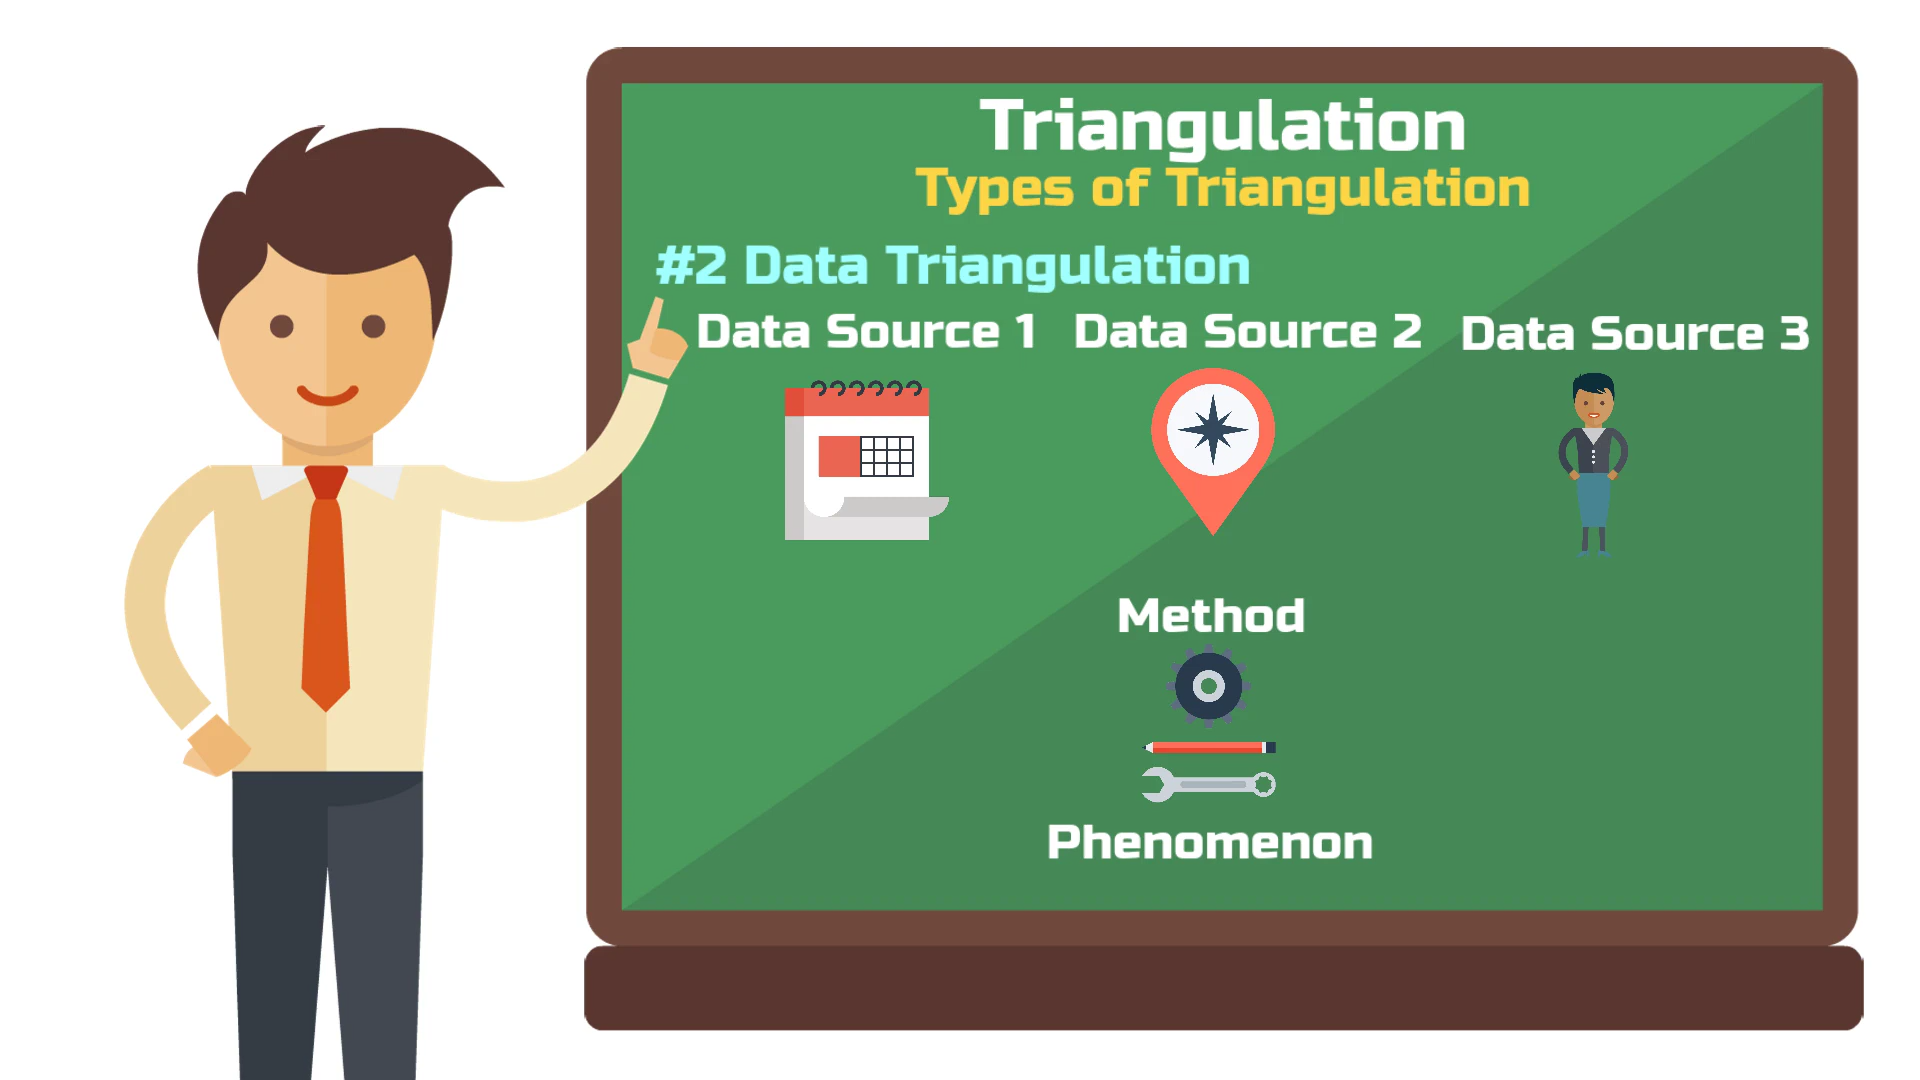 Triangulation
Types of Triangulation
#2 Data Triangulation
Data Source 1 Data Source 2 Data Source 3
Method
Phenomenon